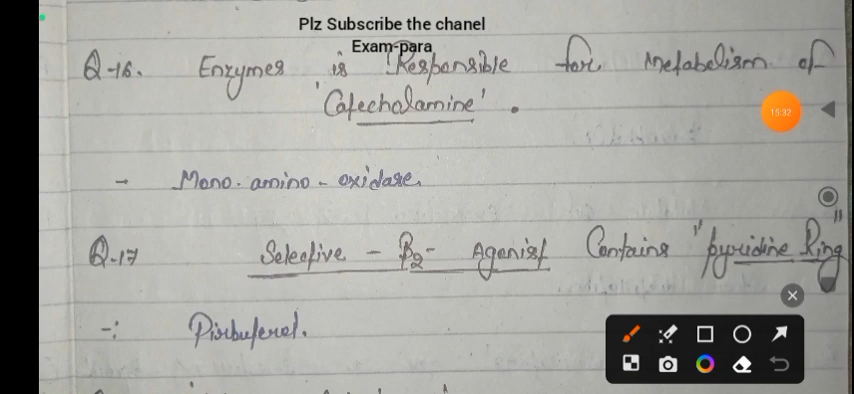 Plz Subscribe the chanel
Exam-para
Q-16. Enzymes is Responsible for Metabolism of
'Catecholamine'.
15:32
→ Mono-amino-oxidase.
Q-17 Selective-β2-Agonist Contains "pyridine Ring"
-: Pirbuterol.